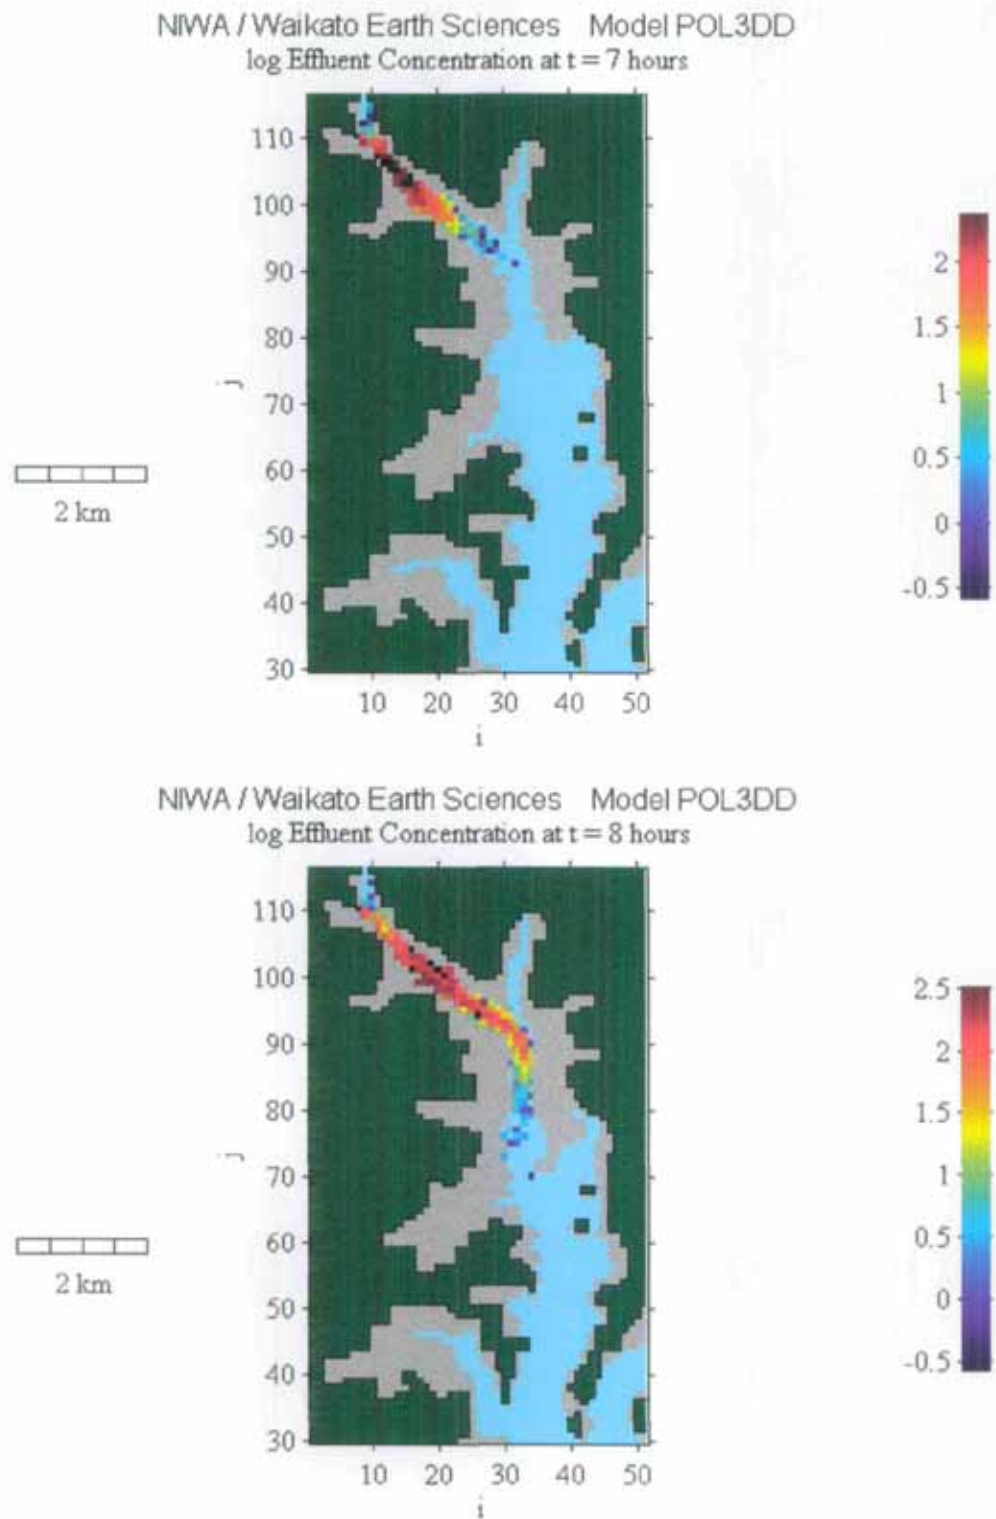 NIWA / Waikato Earth Sciences Model POL3DD
log Effluent Concentration at t = 7 hours
110
100
90
80
70
60
50
40
30
j
10 20 30 40 50
i
2 km
2
1.5
1
0.5
0
-0.5
NIWA / Waikato Earth Sciences Model POL3DD
log Effluent Concentration at t = 8 hours
110
100
90
80
70
60
50
40
30
j
10 20 30 40 50
i
2 km
2.5
2
1.5
1
0.5
0
-0.5